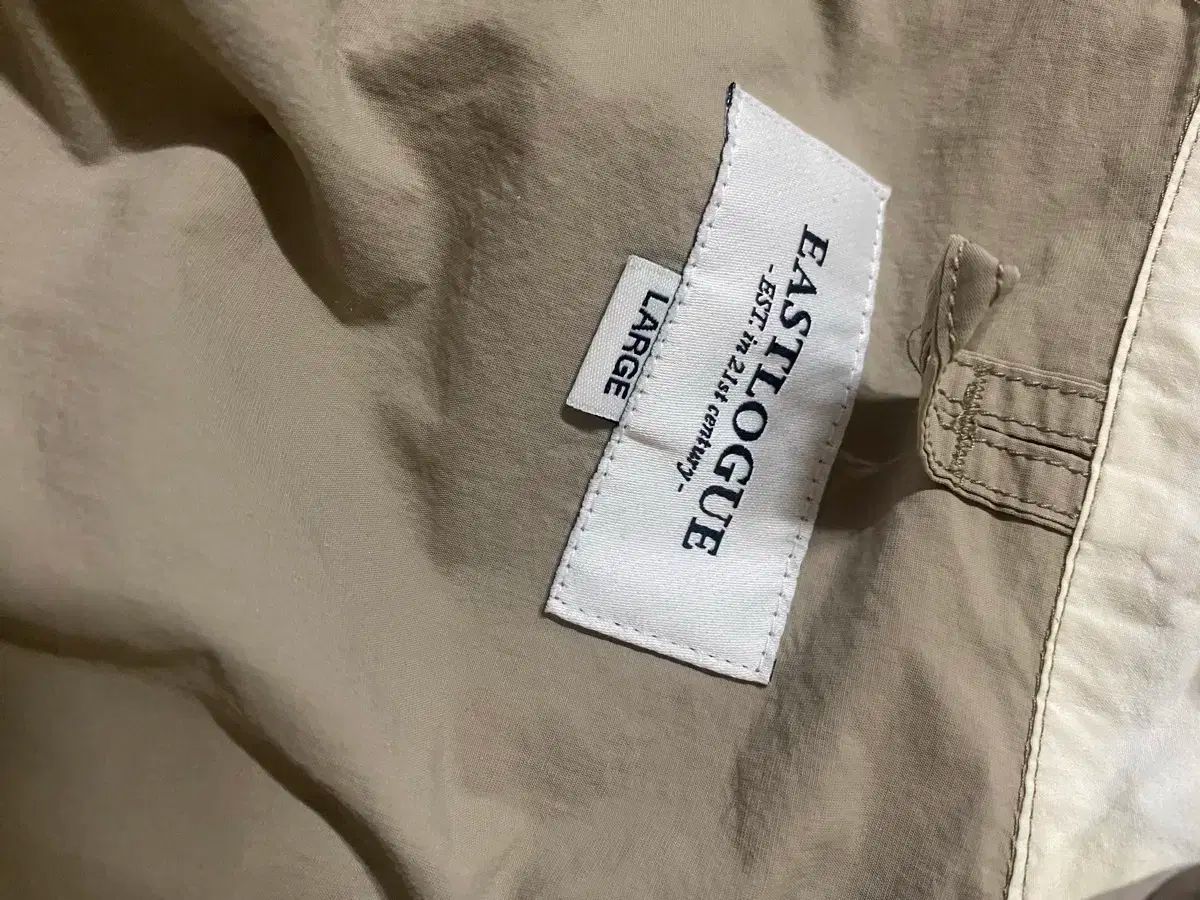 EASTLOGUE
-EST. in 21st century-
LARGE